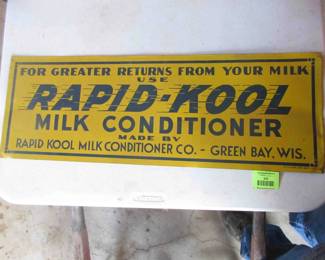 FOR GREATER RETURNS FROM YOUR MILK
USE
RAPID-KOOL
MILK CONDITIONER
MADE BY
RAPID KOOL MILK CONDITIONER CO. - GREEN BAY, WIS.